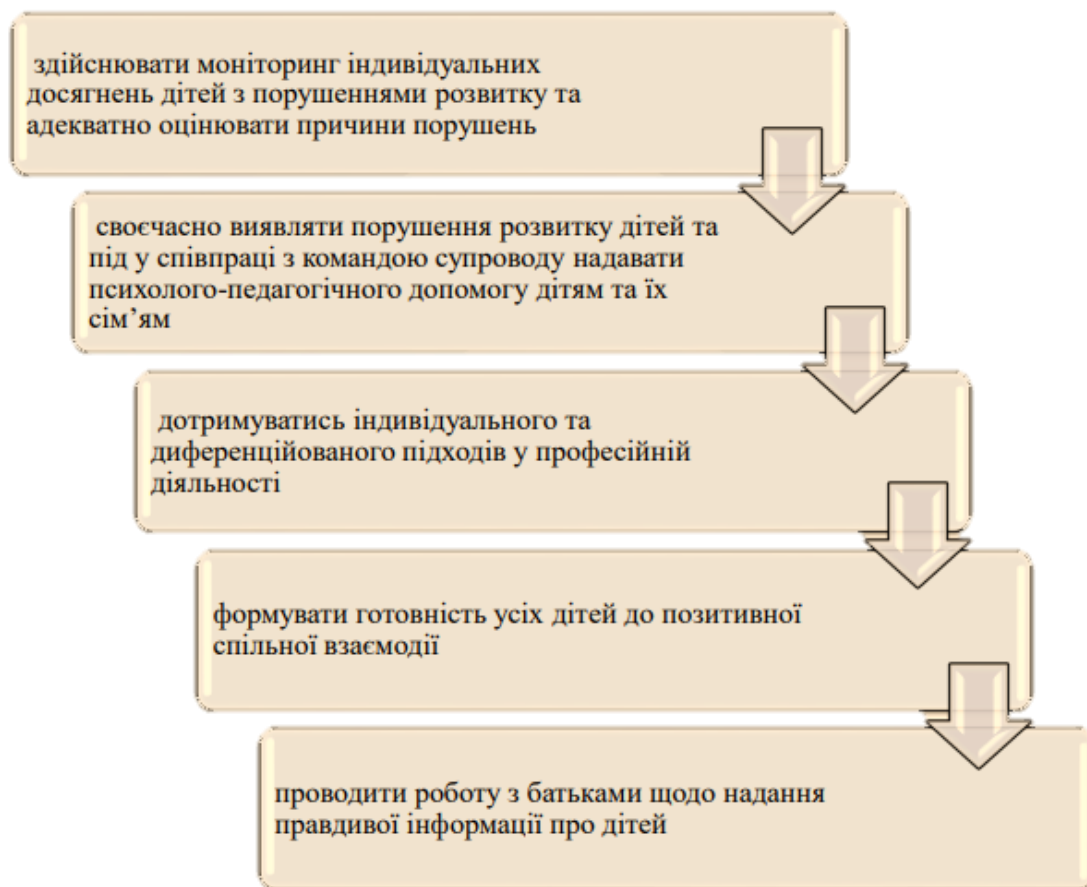 здійснювати моніторинг індивідуальних
досягнень дітей з порушеннями розвитку та
адекватно оцінювати причини порушень
своєчасно виявляти порушення розвитку дітей та
під у співпраці з командою супроводу надавати
психолого-педагогічного допомогу дітям та їх
сім’ям
дотримуватись індивідуального та
диференційованого підходів у професійній
діяльності
формувати готовність усіх дітей до позитивної
спільної взаємодії
проводити роботу з батьками щодо надання
правдивої інформації про дітей